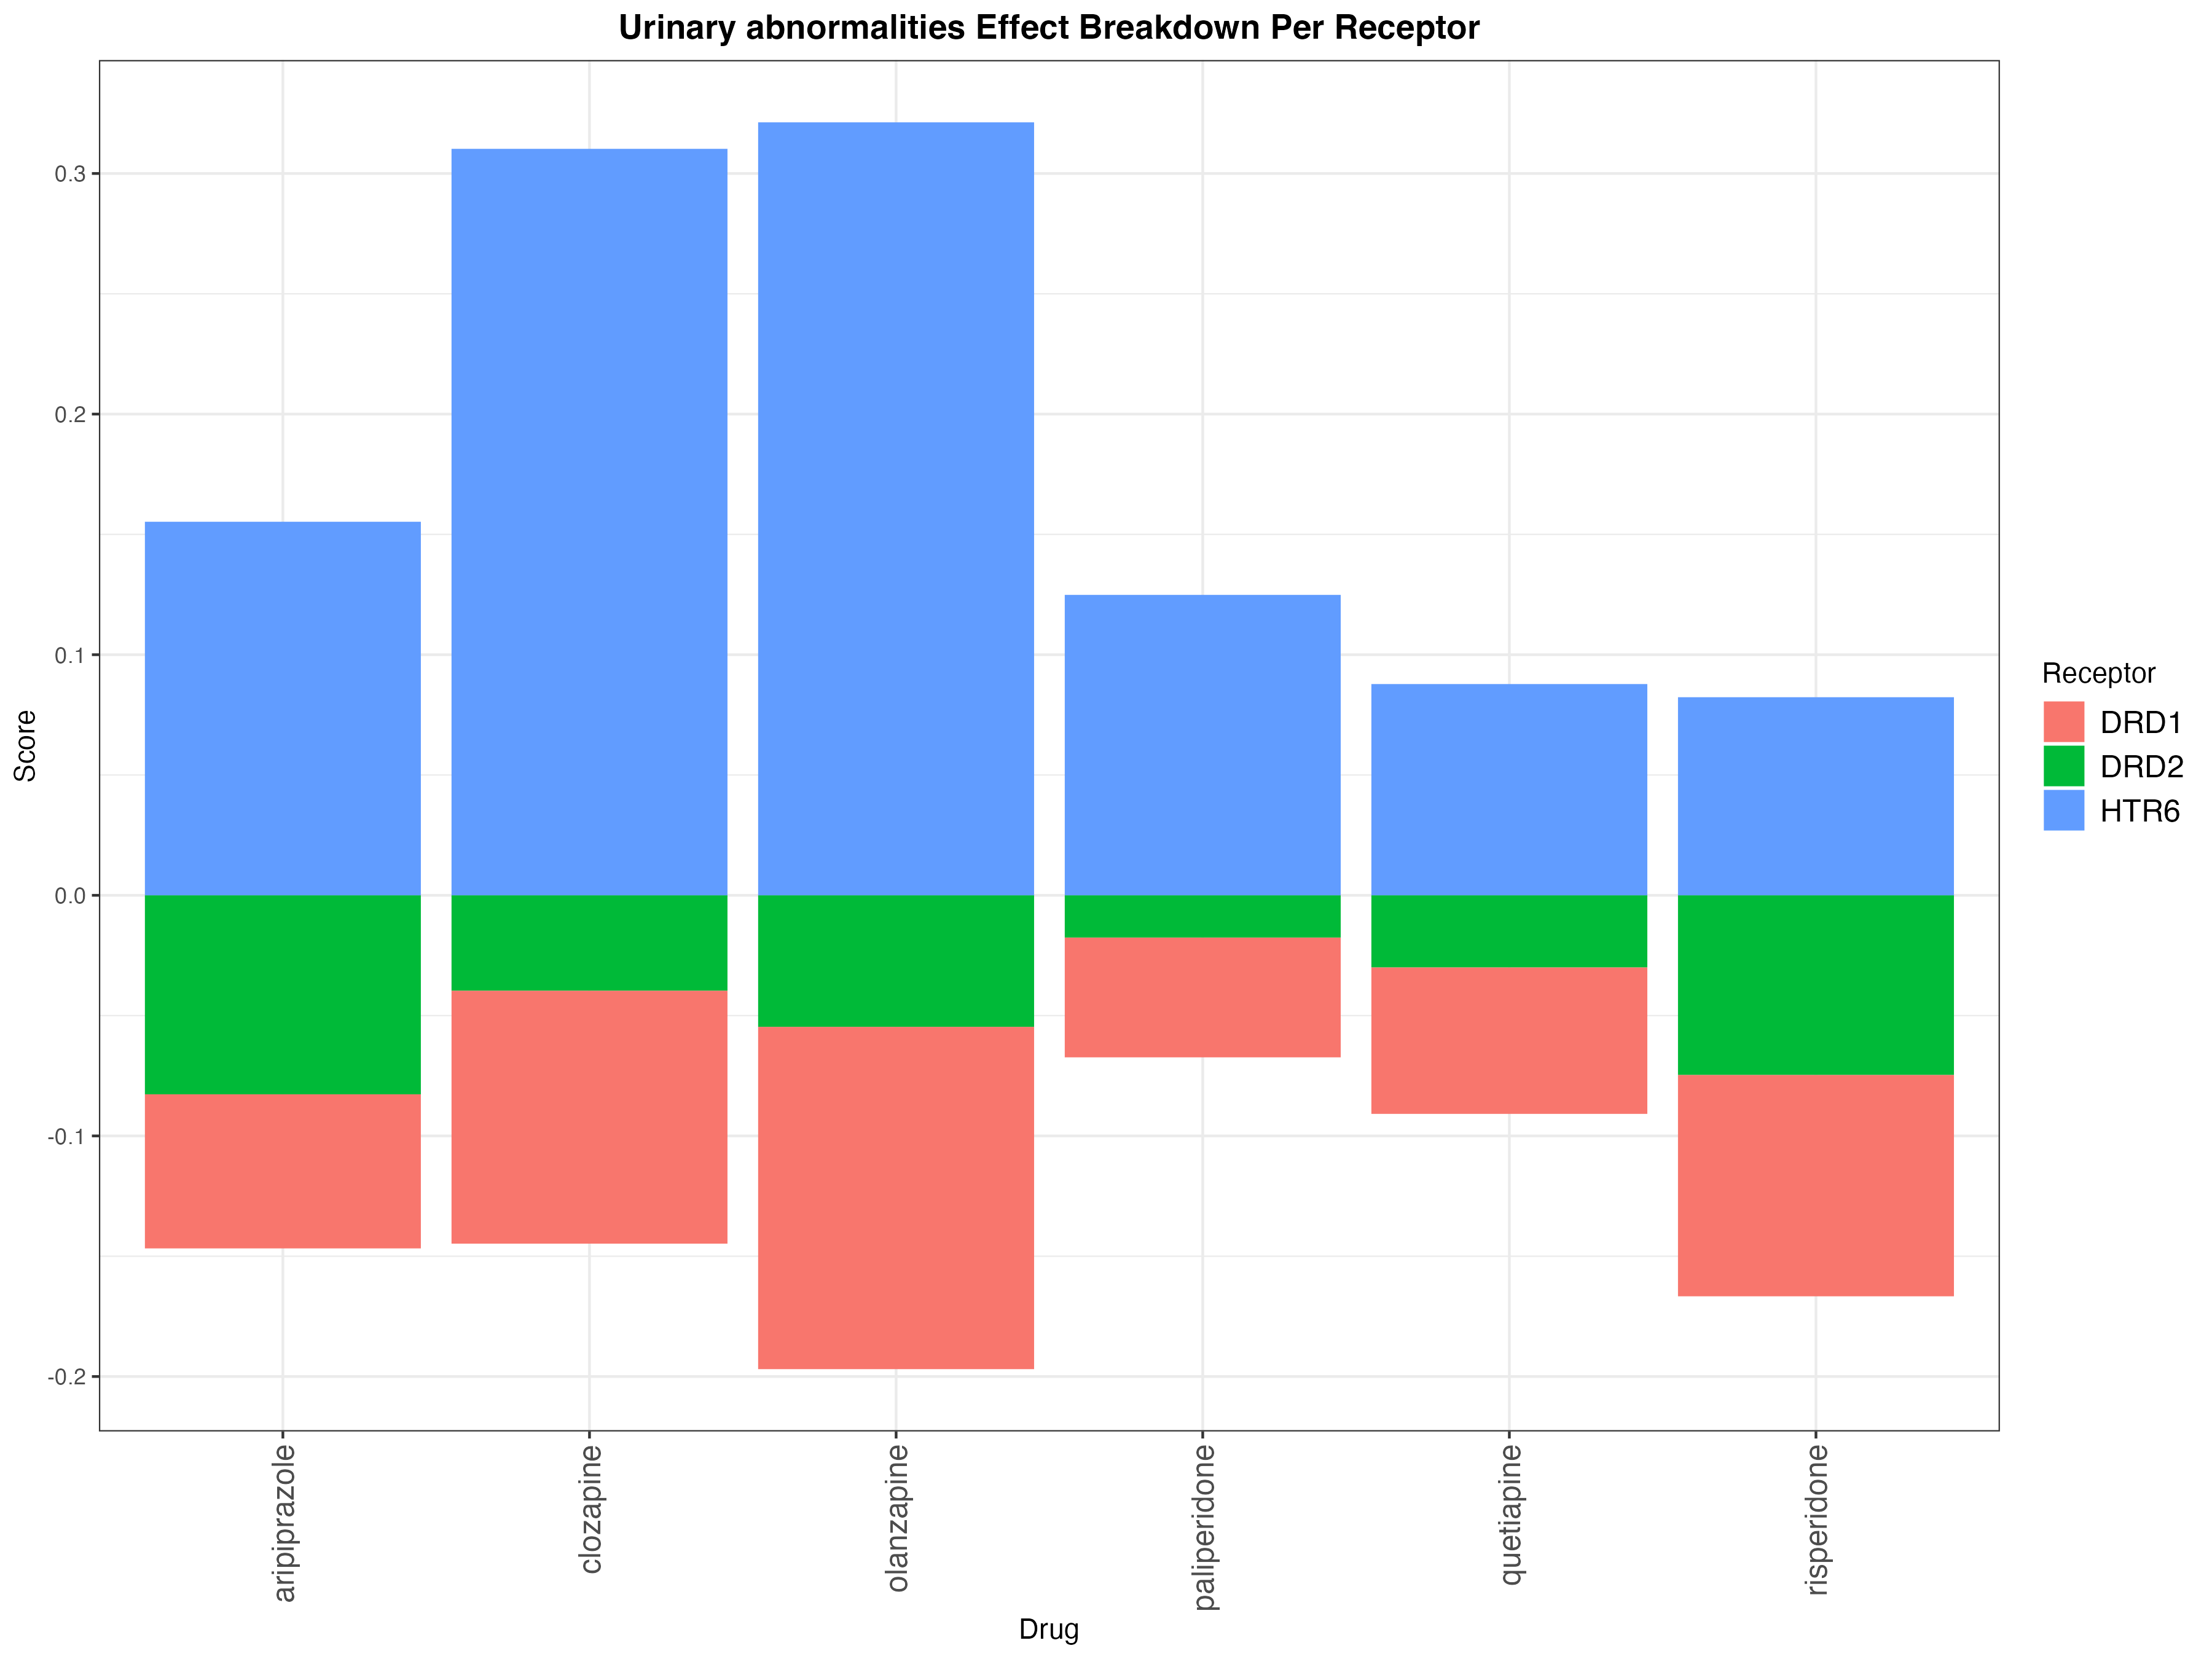 Urinary abnormalities Effect Breakdown Per Receptor
Score
0.3
0.2
0.1
0.0
-0.1
-0.2
aripiprazole
clozapine
olanzapine
paliperidone
quetiapine
risperidone
Drug
Receptor
DRD1
DRD2
HTR6